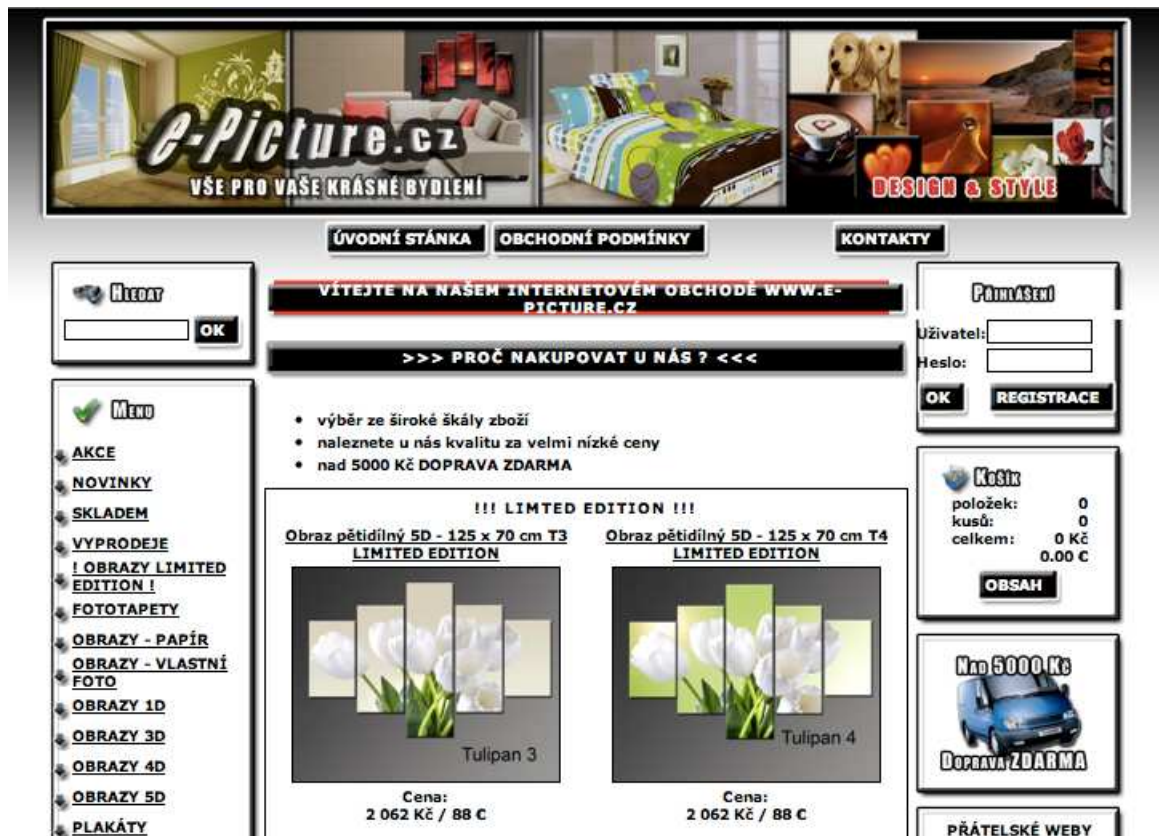 e-Picture.cz
VŠE PRO VAŠE KRÁSNÉ BYDLENÍ
DESIGN & STYLE
ÚVODNÍ STÁNKA
OBCHODNÍ PODMÍNKY
KONTAKTY
HLEDAT
OK
MENU
AKCE
NOVINKY
SKLADEM
VYPRODEJE
! OBRAZY LIMITED
EDITION !
FOTOTAPETY
OBRAZY - PAPÍR
OBRAZY - VLASTNÍ
FOTO
OBRAZY 1D
OBRAZY 3D
OBRAZY 4D
OBRAZY 5D
PLAKÁTY
VÍTEJTE NA NAŠEM INTERNETOVÉM OBCHODĚ WWW.E-
PICTURE.CZ
>>> PROČ NAKUPOVAT U NÁS ? <<<
• výběr ze široké škály zboží
• naleznete u nás kvalitu za velmi nízké ceny
• nad 5000 Kč DOPRAVA ZDARMA
!!! LIMTED EDITION !!!
Obraz pětidílný 5D - 125 x 70 cm T3
LIMITED EDITION
Tulipan 3
Cena:
2 062 Kč / 88 €
Obraz pětidílný 5D - 125 x 70 cm T4
LIMITED EDITION
Tulipan 4
Cena:
2 062 Kč / 88 €
PŘIHLÁŠENÍ
Uživatel:
Heslo:
OK
REGISTRACE
KOŠÍK
položek: 0
kusů: 0
celkem: 0 Kč
0.00 €
OBSAH
NAD 5000 Kč
DOPRAVA ZDARMA
PŘÁTELSKÉ WEBY